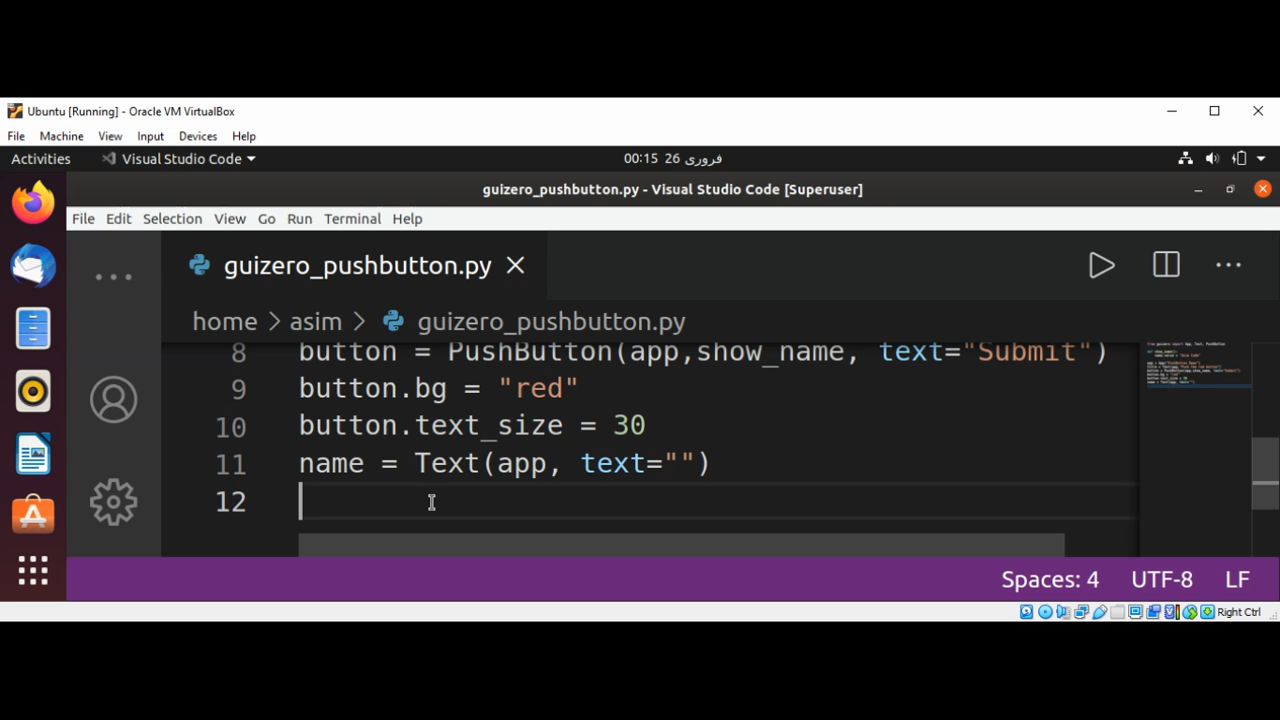 Ubuntu [Running] - Oracle VM VirtualBox
File Machine View Input Devices Help
Activities Visual Studio Code 00:15 26 فروری
guizero_pushbutton.py - Visual Studio Code [Superuser]
File Edit Selection View Go Run Terminal Help
guizero_pushbutton.py
home > asim > guizero_pushbutton.py
8 button = PushButton(app,show_name, text="Submit")
9 button.bg = "red"
10 button.text_size = 30
11 name = Text(app, text="")
12
Spaces: 4 UTF-8 LF
Right Ctrl